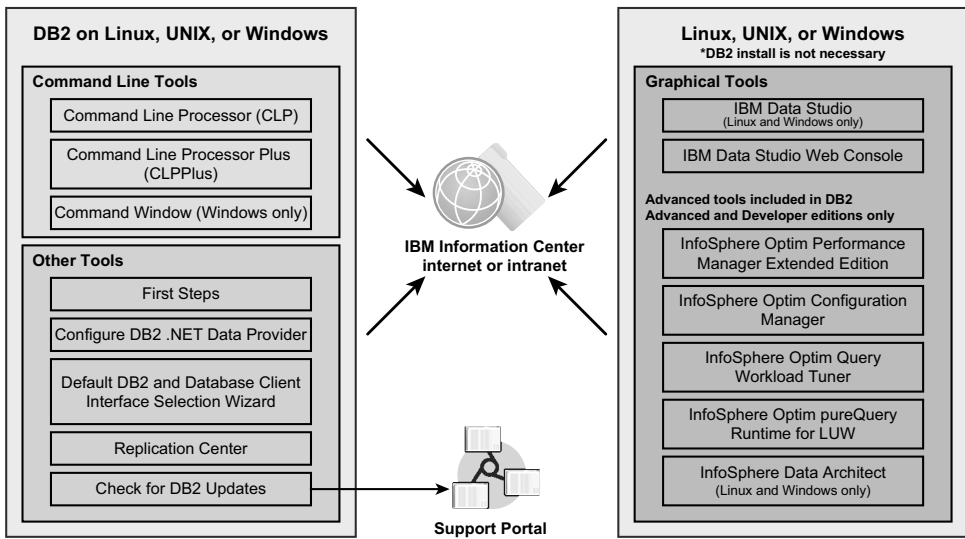 DB2 on Linux, UNIX, or Windows
Command Line Tools
Command Line Processor (CLP)
Command Line Processor Plus
(CLPPlus)
Command Window (Windows only)
Other Tools
First Steps
Configure DB2 .NET Data Provider
Default DB2 and Database Client
Interface Selection Wizard
Replication Center
Check for DB2 Updates
IBM Information Center
internet or intranet
Support Portal
Linux, UNIX, or Windows
*DB2 install is not necessary
Graphical Tools
IBM Data Studio
(Linux and Windows only)
IBM Data Studio Web Console
Advanced tools included in DB2
Advanced and Developer editions only
InfoSphere Optim Performance
Manager Extended Edition
InfoSphere Optim Configuration
Manager
InfoSphere Optim Query
Workload Tuner
InfoSphere Optim pureQuery
Runtime for LUW
InfoSphere Data Architect
(Linux and Windows only)